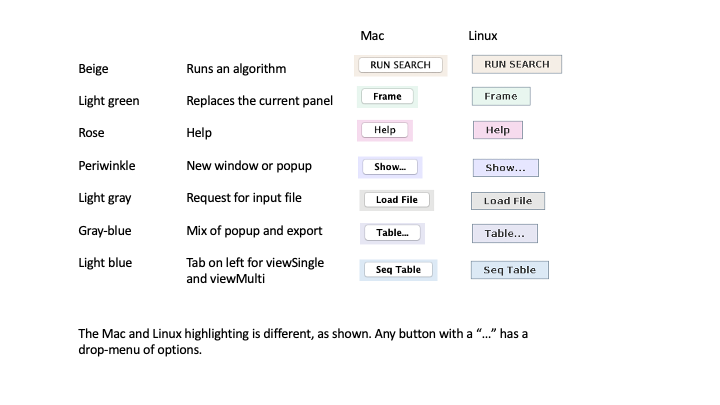 Mac Linux
Beige Runs an algorithm RUN SEARCH RUN SEARCH
Light green Replaces the current panel Frame Frame
Rose Help Help Help
Periwinkle New window or popup Show... Show...
Light gray Request for input file Load File Load File
Gray-blue Mix of popup and export Table... Table...
Light blue Tab on left for viewSingle Seq Table Seq Table
and viewMulti
The Mac and Linux highlighting is different, as shown. Any button with a “...” has a
drop-menu of options.